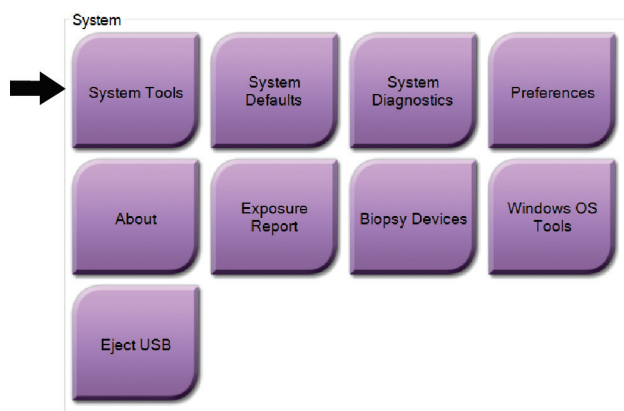 System
System Tools
System
Defaults
System
Diagnostics
Preferences
About
Exposure
Report
Biopsy Devices
Windows OS
Tools
Eject USB